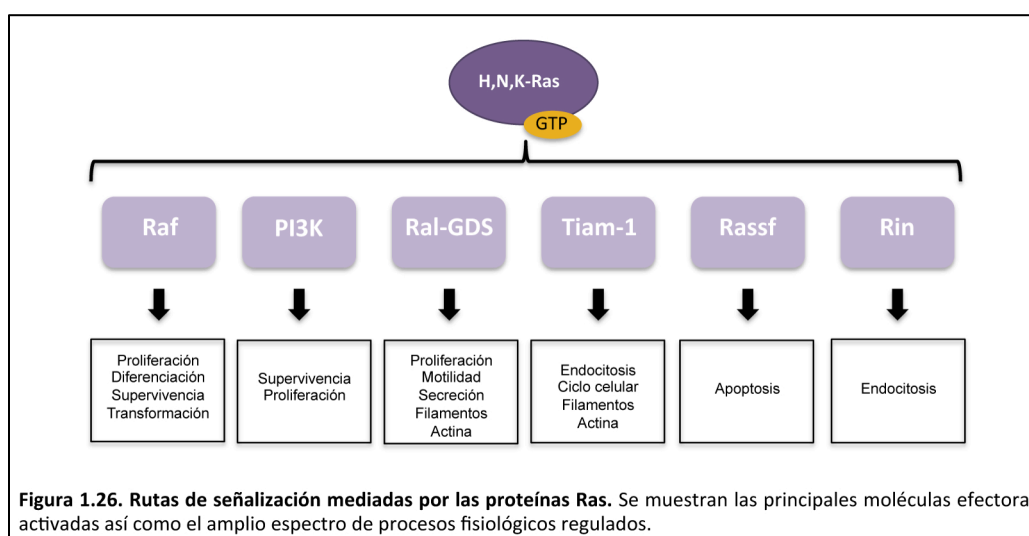 H,N,K-Ras
GTP
Raf
PI3K
Ral-GDS
Tiam-1
Rassf
Rin
Proliferación
Diferenciación
Supervivencia
Transformación
Supervivencia
Proliferación
Proliferación
Motilidad
Secreción
Filamentos
Actina
Endocitosis
Ciclo celular
Filamentos
Actina
Apoptosis
Endocitosis
Figura 1.26. Rutas de señalización mediadas por las proteínas Ras. Se muestran las principales moléculas efectora
activadas así como el amplio espectro de procesos fisiológicos regulados.